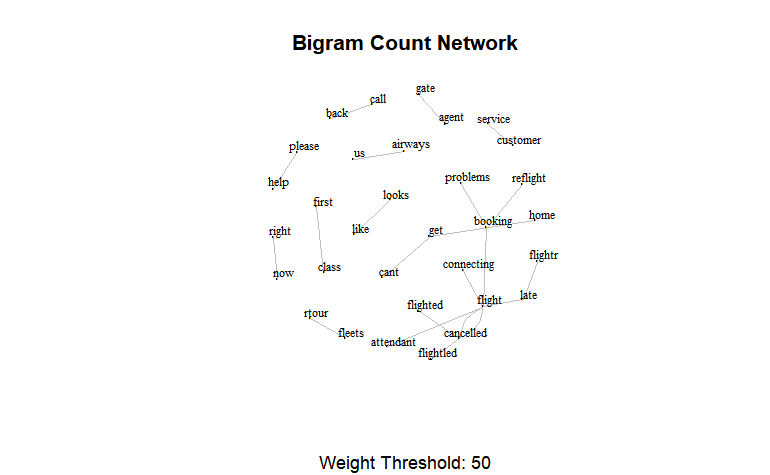 Bigram Count Network
gate
call
back
agent
service
customer
please
us
airways
help
problems
reflight
first
looks
right
like
get
booking
home
now
class
cant
connecting
flightr
rtour
flighted
flight
late
fleets
attendant
cancelled
flightled
Weight Threshold: 50